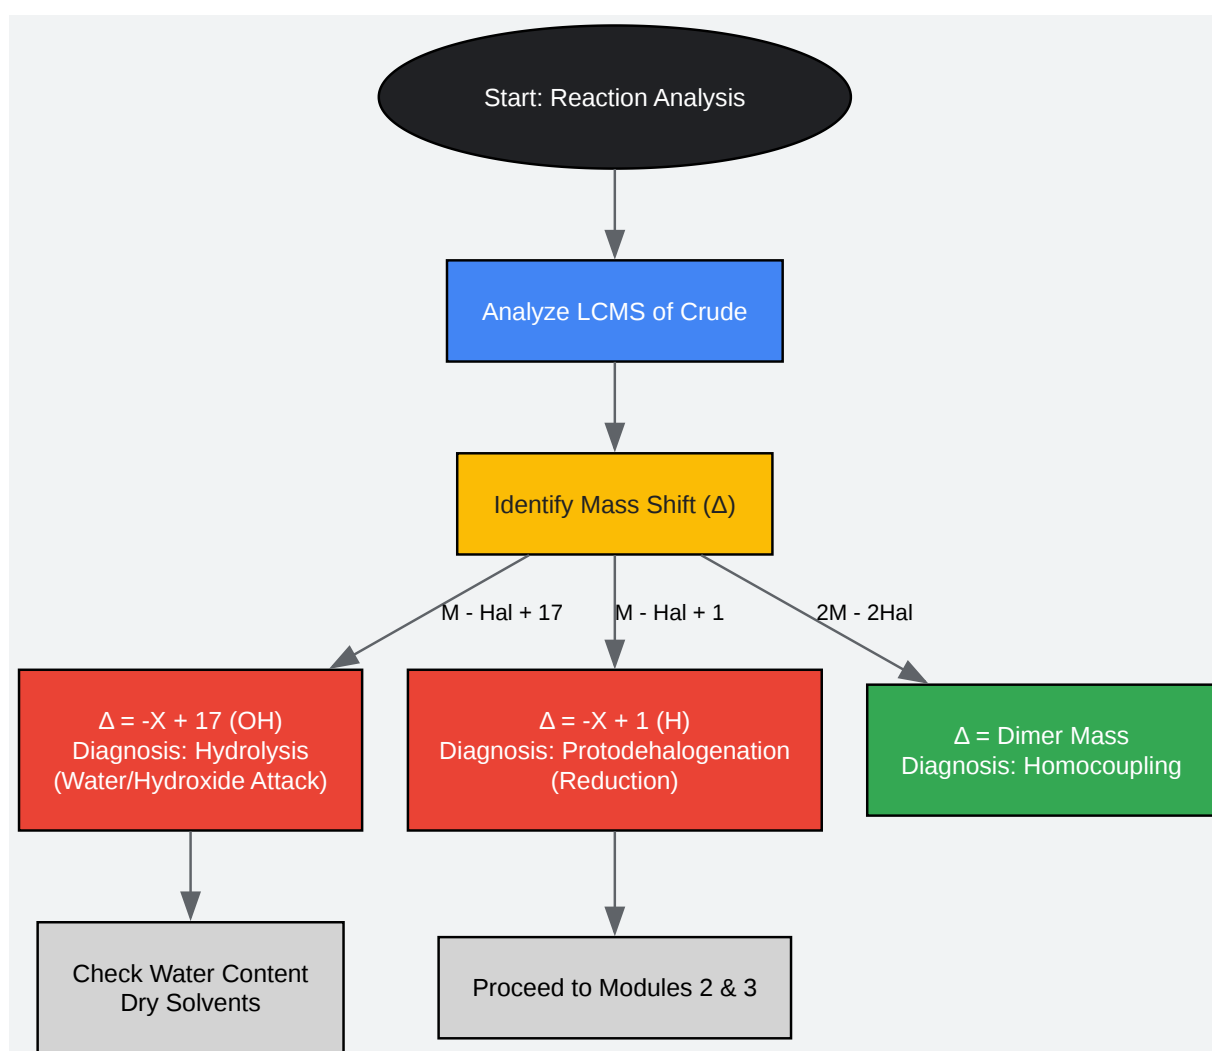 Start: Reaction Analysis
Analyze LCMS of Crude
Identify Mass Shift (Δ)
M - Hal + 17
M - Hal + 1
2M - 2Hal
Δ = -X + 17 (OH)
Diagnosis: Hydrolysis
(Water/Hydroxide Attack)
Δ = -X + 1 (H)
Diagnosis: Protodehalogenation
(Reduction)
Δ = Dimer Mass
Diagnosis: Homocoupling
Check Water Content
Dry Solvents
Proceed to Modules 2 & 3